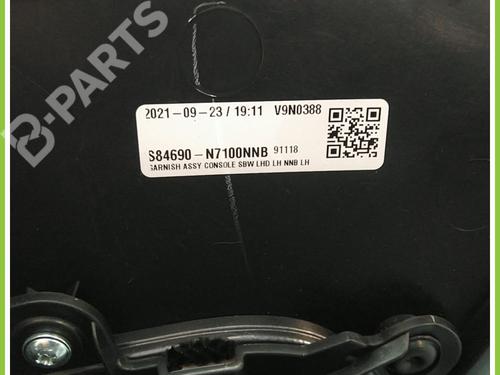 B-PARTS
2021-09-23 / 19:11 V9N0388
S84690-N7100NNB 91118
GARNISH ASSY CONSOLE SBW LHD LH NNB LH